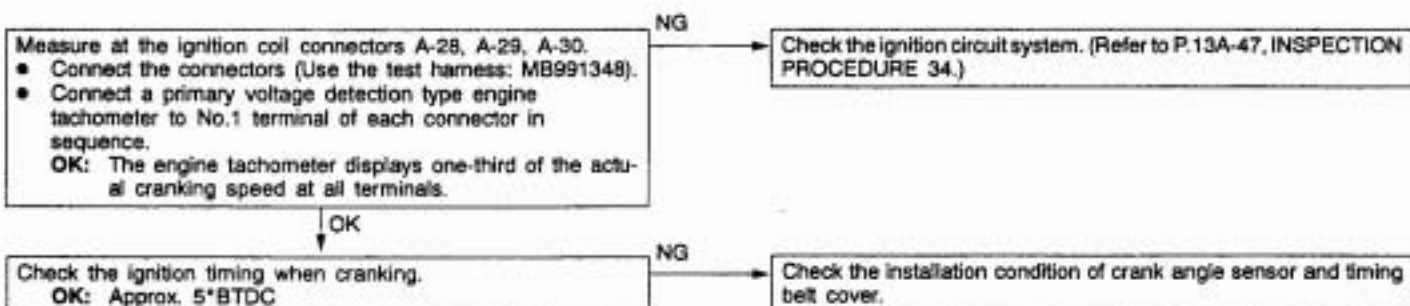 NG
Measure at the ignition coil connectors A-28, A-29, A-30.
● Connect the connectors (Use the test harness: MB991348).
● Connect a primary voltage detection type engine
tachometer to No.1 terminal of each connector in
sequence.
OK: The engine tachometer displays one-third of the actu-
al cranking speed at all terminals.
Check the ignition circuit system. (Refer to P.13A-47, INSPECTION
PROCEDURE 34.)
OK
NG
Check the ignition timing when cranking.
OK: Approx. 5°BTDC
Check the installation condition of crank angle sensor and timing
belt cover.